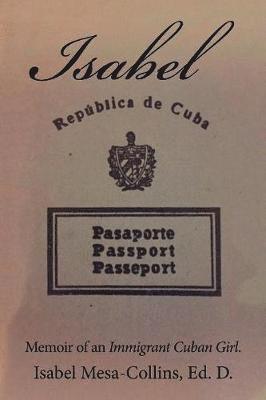 Isabel
República de Cuba
Pasaporte
Passport
Passeport
Memoir of an Immigrant Cuban Girl.
Isabel Mesa-Collins, Ed. D.